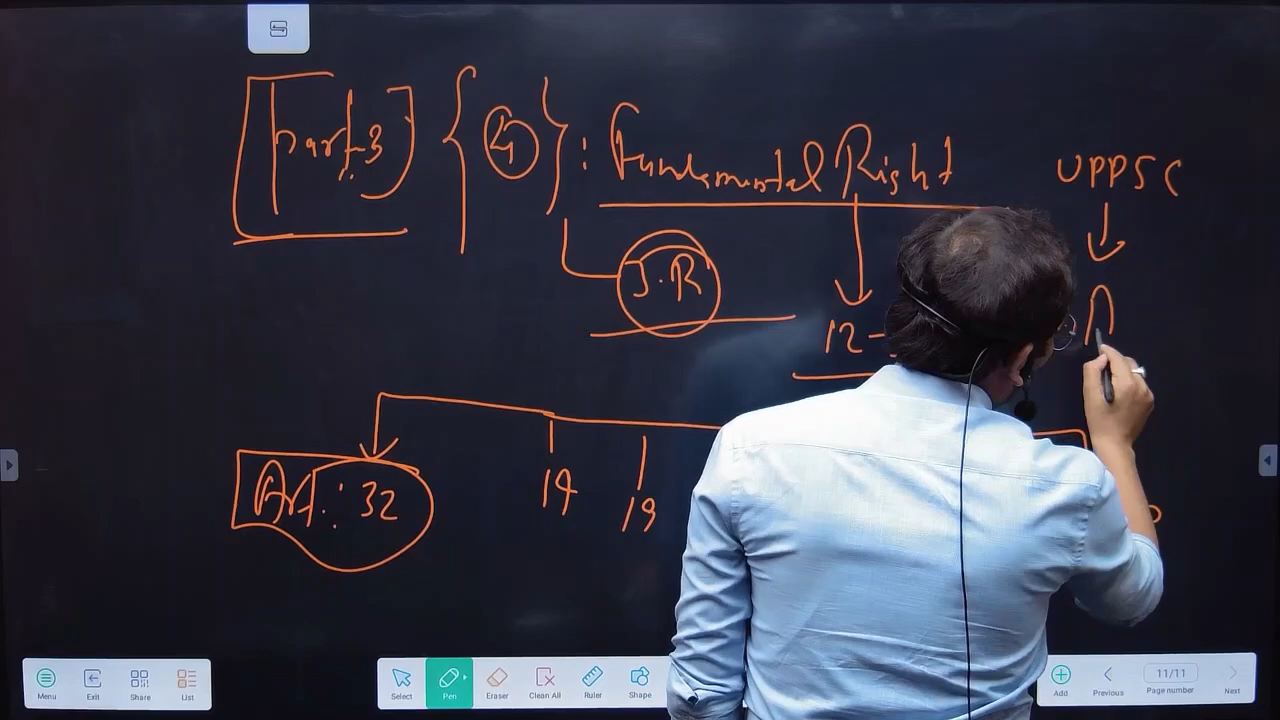 Part-3 { 4 } : Fundamental Right
UPPSC
J.R
12 -
Art: 32
14
19
Menu
Exit
Share
List
Select
Pen
Eraser
Clean All
Ruler
Shape
Add
Previous
11/11
Page number
Next